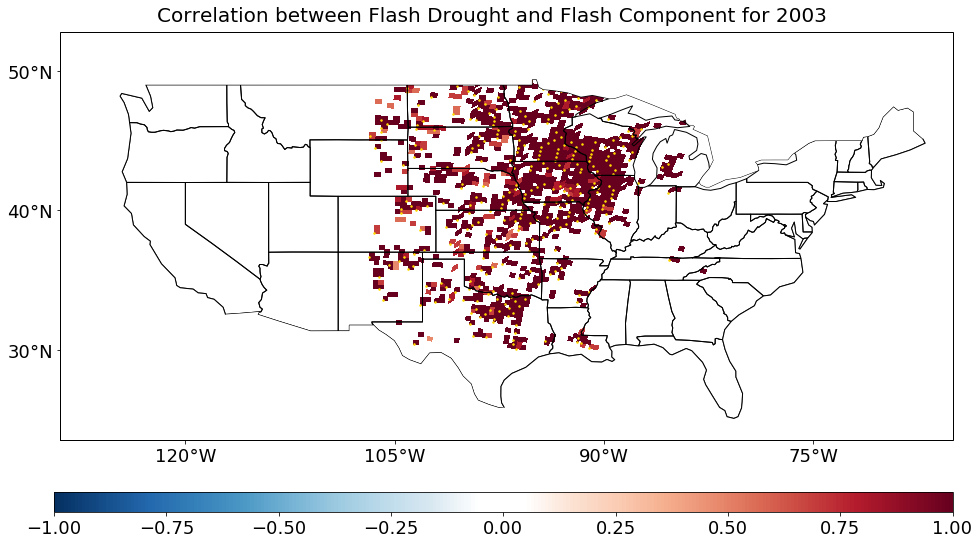 Correlation between Flash Drought and Flash Component for 2003
50°N
40°N
30°N
120°W 105°W 90°W 75°W
−1.00 −0.75 −0.50 −0.25 0.00 0.25 0.50 0.75 1.00